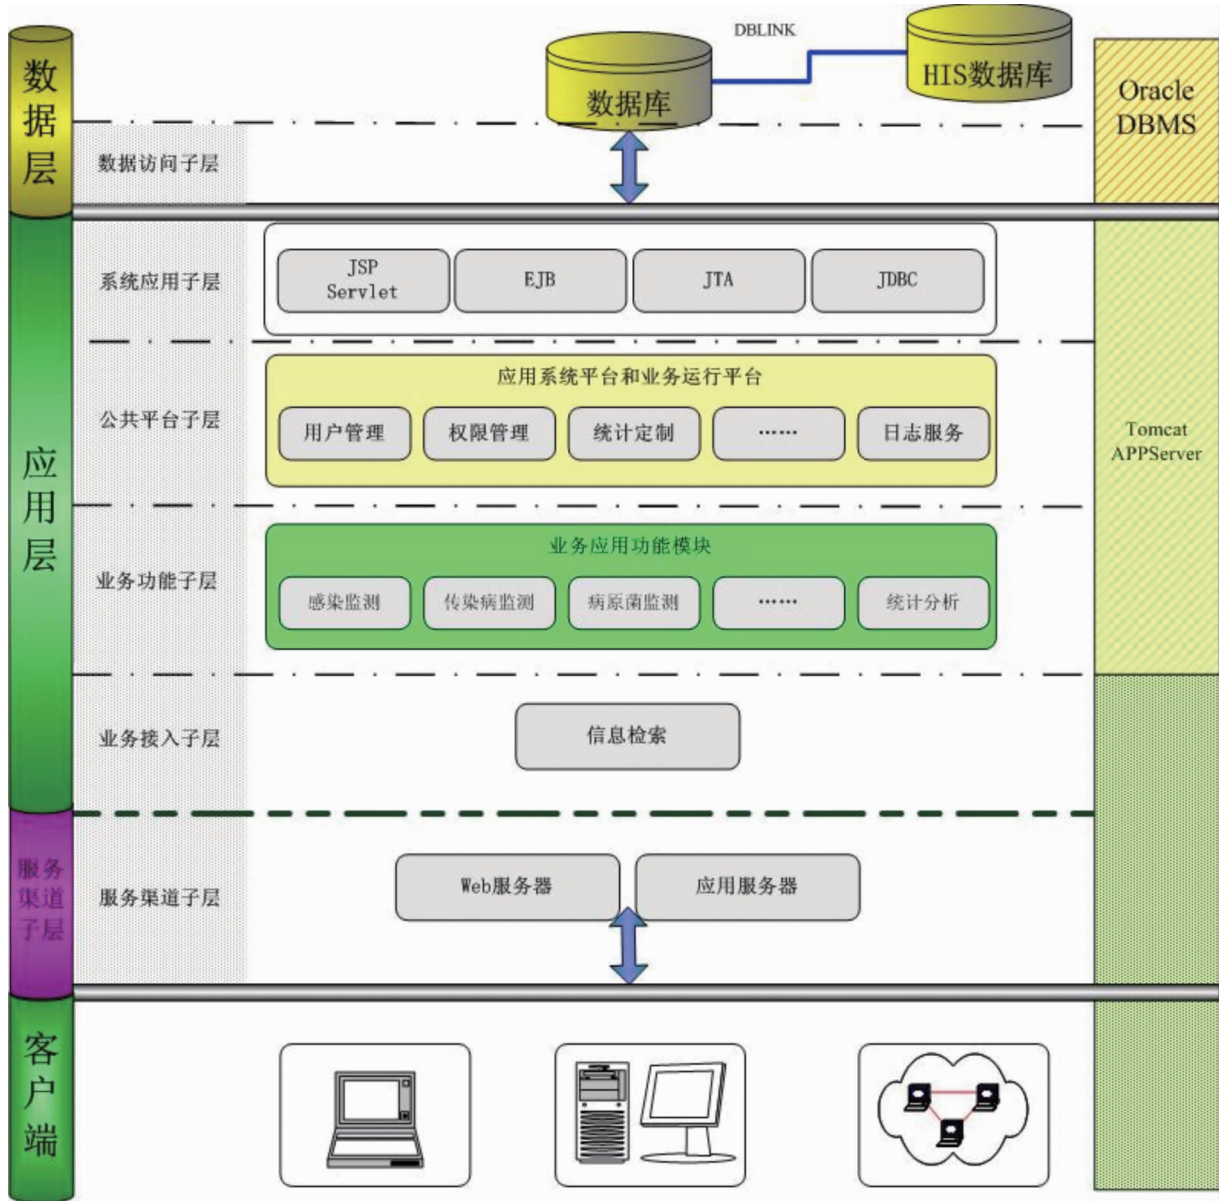 数据层
DBLINK
数据库
HIS数据库
Oracle
DBMS
数据访问子层
应用层
系统应用子层
JSP
Servlet
EJB
JTA
JDBC
公共平台子层
应用系统平台和业务运行平台
用户管理
权限管理
统计定制
……
日志服务
Tomcat
APPServer
业务功能子层
业务应用功能模块
感染监测
传染病监测
病原菌监测
……
统计分析
业务接入子层
信息检索
服务
渠道
子层
服务渠道子层
Web服务器
应用服务器
客户端